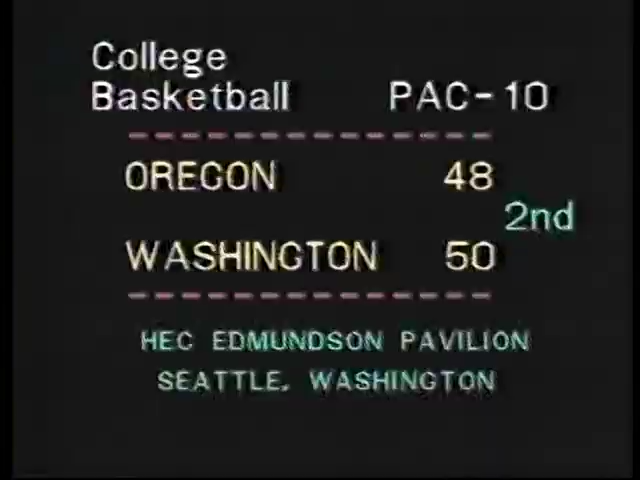 College
Basketball PAC-10
OREGON 48
2nd
WASHINGTON 50
HEC EDMUNDSON PAVILION
SEATTLE, WASHINGTON